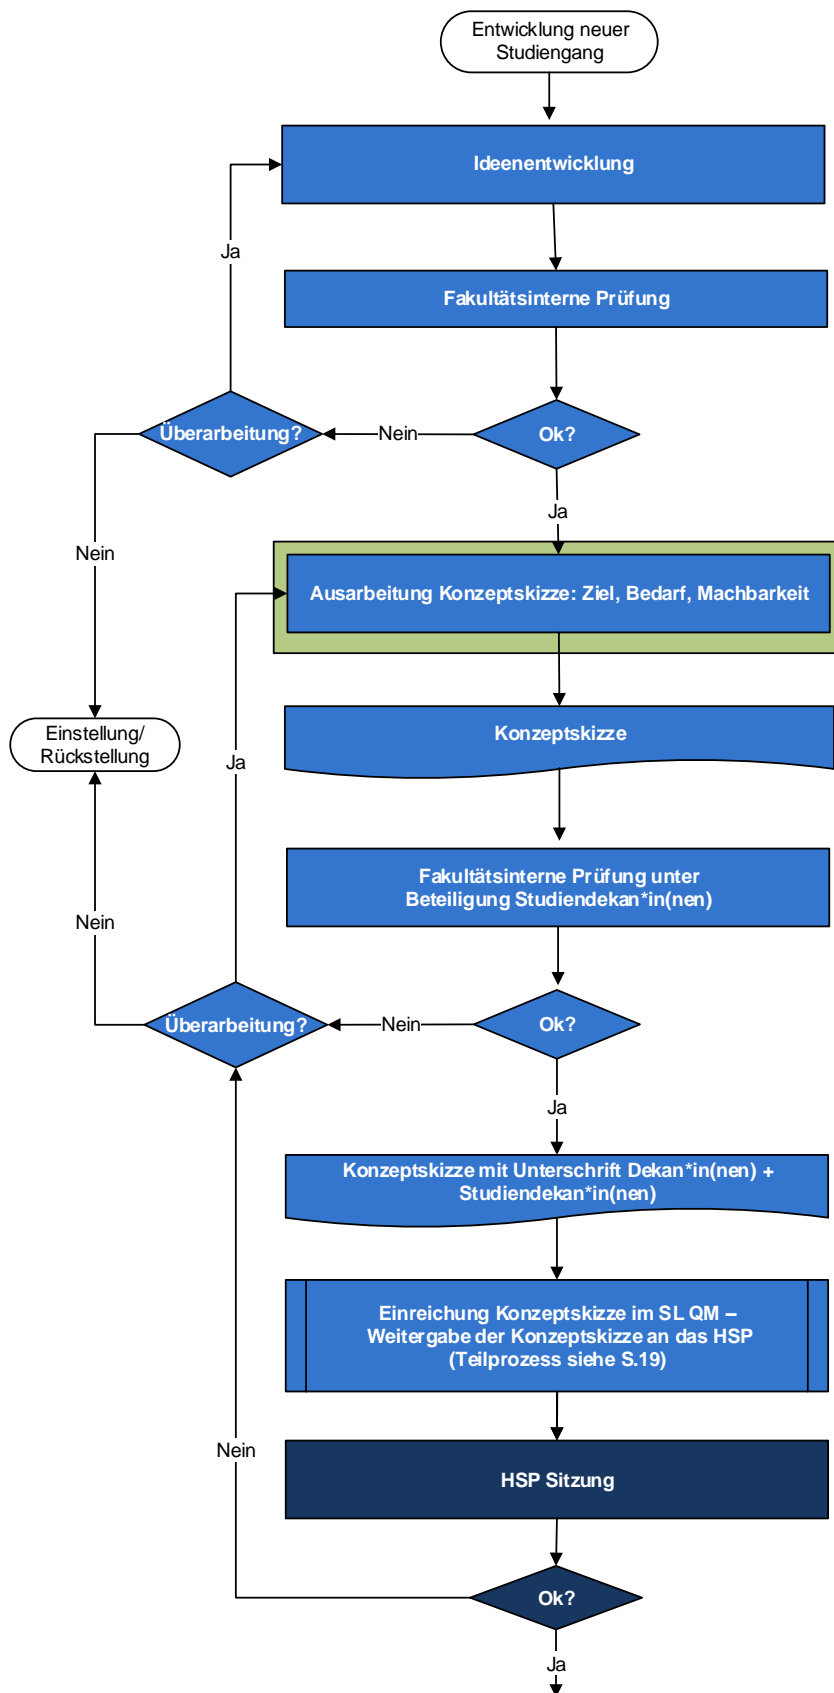 Entwicklung neuer
Studiengang
Ideenentwicklung
Ja
Fakultätsinterne Prüfung
Überarbeitung?
Nein
Ok?
Ja
Nein
Ausarbeitung Konzeptskizze: Ziel, Bedarf, Machbarkeit
Einstellung/
Rückstellung
Ja
Konzeptskizze
Fakultätsinterne Prüfung unter
Beteiligung Studiendekan*in(nen)
Nein
Überarbeitung?
Nein
Ok?
Ja
Konzeptskizze mit Unterschrift Dekan*in(nen) +
Studiendekan*in(nen)
Einreichung Konzeptskizze im SL QM –
Weitergabe der Konzeptskizze an das HSP
(Teilprozess siehe S.19)
Nein
HSP Sitzung
Ok?
Ja